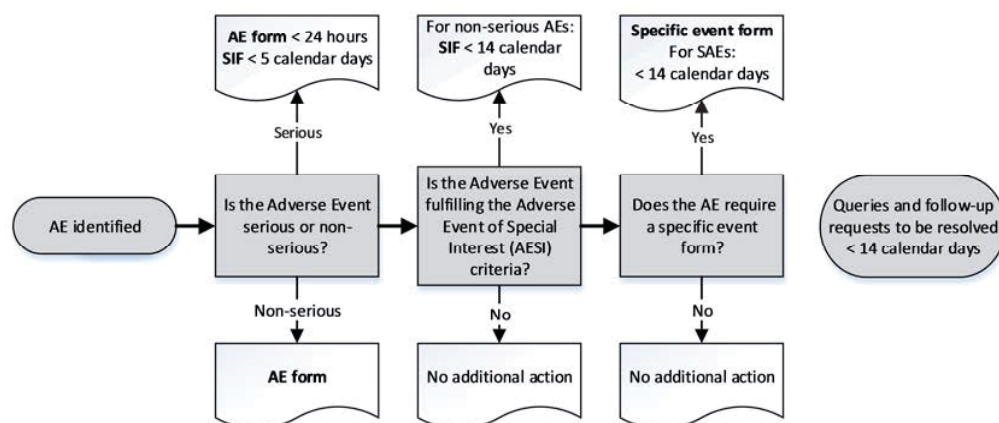 AE form < 24 hours
SIF < 5 calendar days
For non-serious AEs:
SIF < 14 calendar
days
Specific event form
For SAEs:
< 14 calendar days
Serious
Yes
Yes
AE identified
Is the Adverse Event
serious or non-
serious?
Is the Adverse Event
fulfilling the Adverse
Event of Special
Interest (AESI)
criteria?
Does the AE require
a specific event
form?
Queries and follow-up
requests to be resolved
< 14 calendar days
Non-serious
No
No
AE form
No additional action
No additional action